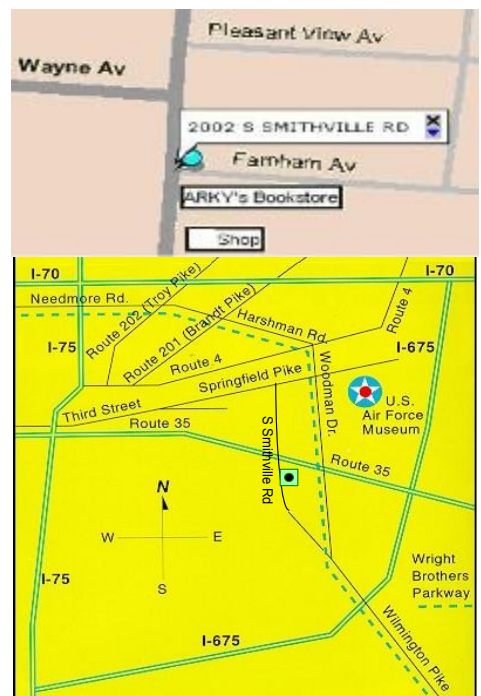 Pleasant View Av
Wayne Av
2002 S SMITHVILLE RD
Farnham Av
ARKY's Bookstore
Shop
I-70
I-70
Needmore Rd.
Route 202 (Troy Pike)
Route 201 (Brandt Pike)
Harshman Rd.
Route 4
I-75
Route 4
I-675
Springfield Pike
Woodman Dr.
Third Street
U.S.
Air Force
Museum
Route 35
S Smithville Rd
Route 35
N
W
E
S
I-75
Wright
Brothers
Parkway
I-675
Wilmington Pike